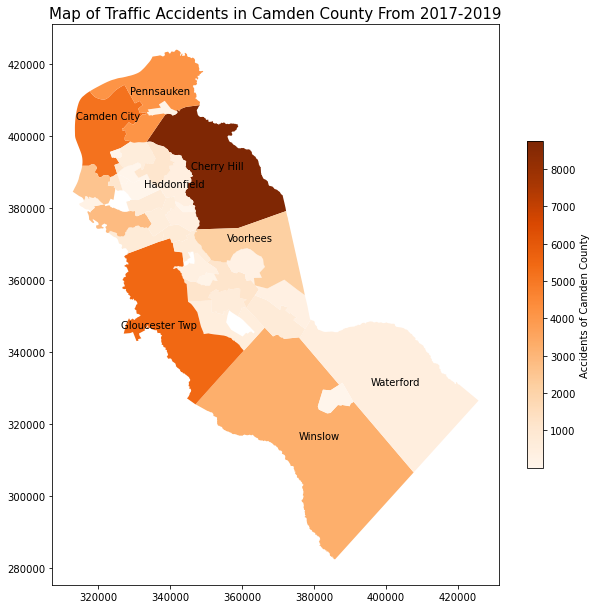 Map of Traffic Accidents in Camden County From 2017-2019
420000
400000
380000
360000
340000
320000
300000
280000
Pennsauken
Camden City
Cherry Hill
Haddonfield
Voorhees
Gloucester Twp
Waterford
Winslow
320000 340000 360000 380000 400000 420000
8000
7000
6000
5000
4000
3000
2000
1000
Accidents of Camden County